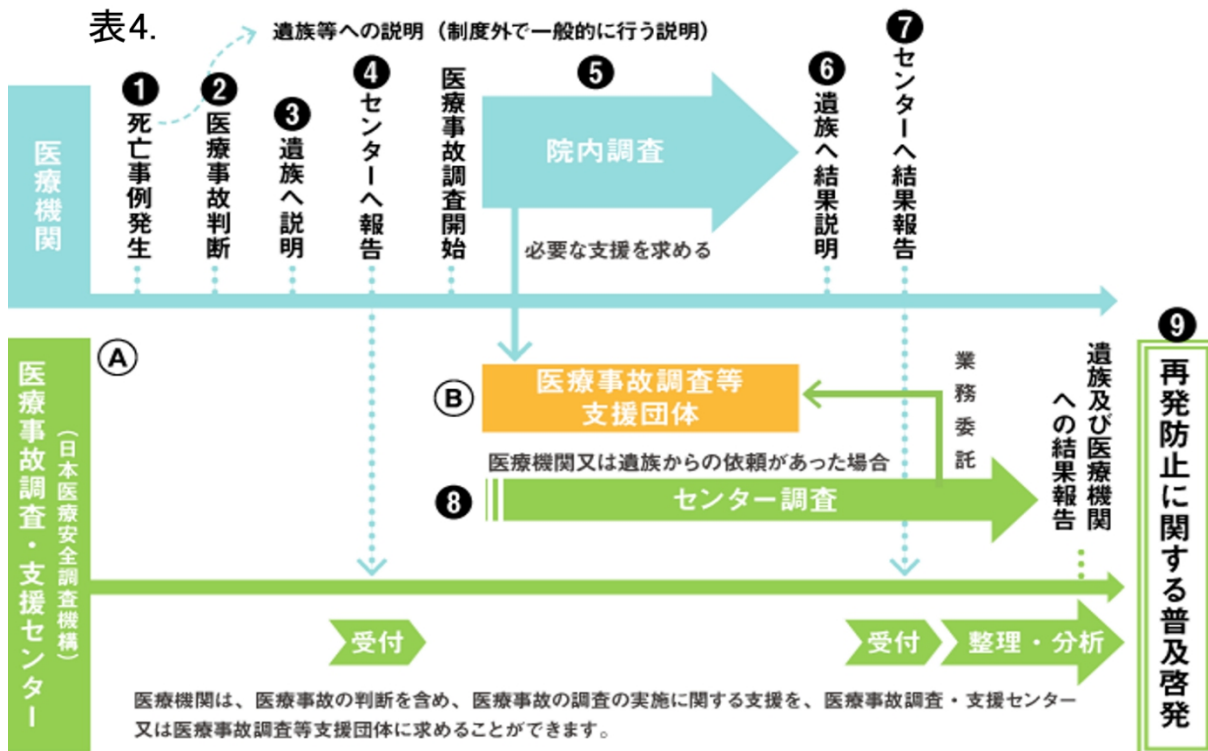 表4.
遺族等への説明（制度外で一般的に行う説明）
医療機関
❶
死亡事例発生
❷
医療事故判断
❸
遺族へ説明
❹
センターへ報告
医療事故調査開始
❺
院内調査
必要な支援を求める
❻
遺族へ結果説明
❼
センターへ結果報告
医療事故調査・支援センター
（日本医療安全調査機構）
Ⓐ
Ⓑ
医療事故調査等
支援団体
業務委託
医療機関又は遺族からの依頼があった場合
❽
センター調査
遺族及び医療機関
への結果報告
❾
再発防止に関する普及啓発
受付
受付
整理・分析
医療機関は、医療事故の判断を含め、医療事故の調査の実施に関する支援を、医療事故調査・支援センター
又は医療事故調査等支援団体に求めることができます。